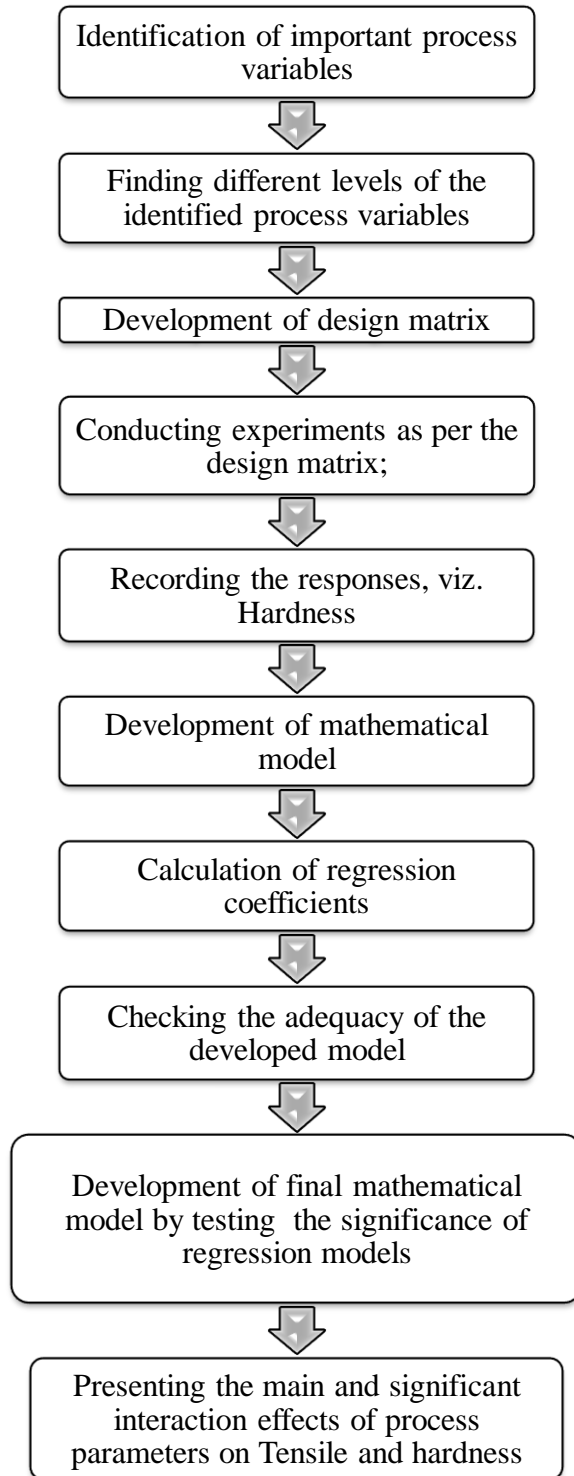 Identification of important process
variables
Finding different levels of the
identified process variables
Development of design matrix
Conducting experiments as per the
design matrix;
Recording the responses, viz.
Hardness
Development of mathematical
model
Calculation of regression
coefficients
Checking the adequacy of the
developed model
Development of final mathematical
model by testing  the significance of
regression models
Presenting the main and significant
interaction effects of process
parameters on Tensile and hardness